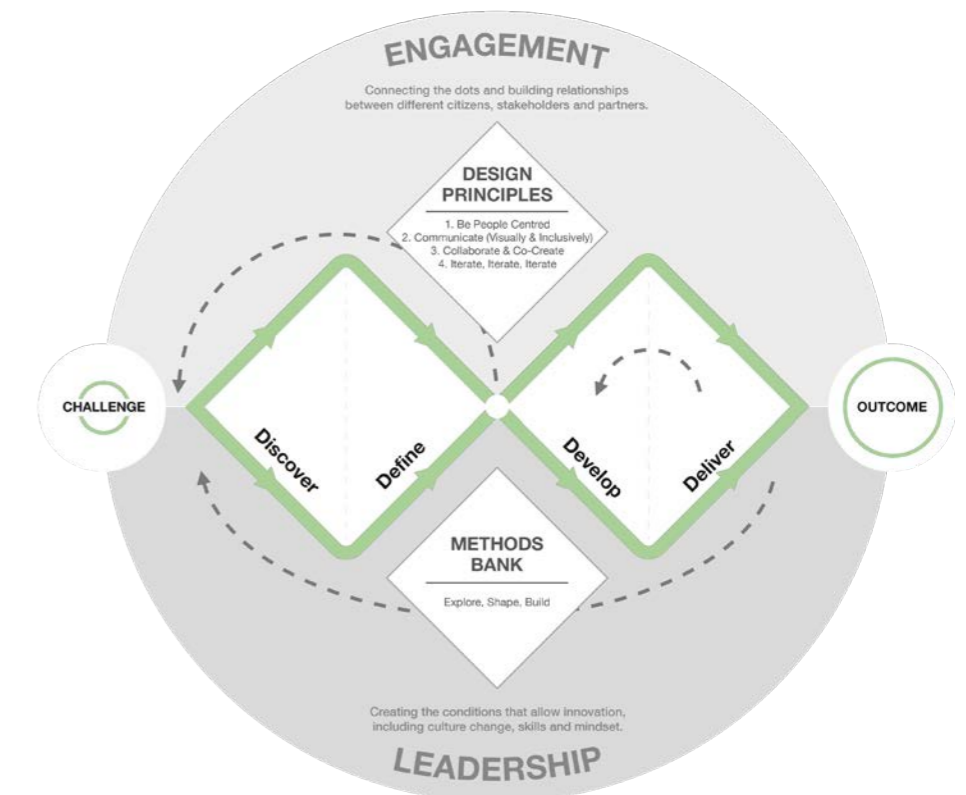 ENGAGEMENT
Connecting the dots and building relationships
between different citizens, stakeholders and partners.
DESIGN
PRINCIPLES
1. Be People Centred
2. Communicate (Visually & Inclusively)
3. Collaborate & Co-Create
4. Iterate, Iterate, Iterate
CHALLENGE
OUTCOME
Discover
Define
Develop
Deliver
METHODS
BANK
Explore, Shape, Build
Creating the conditions that allow innovation,
including culture change, skills and mindset.
LEADERSHIP